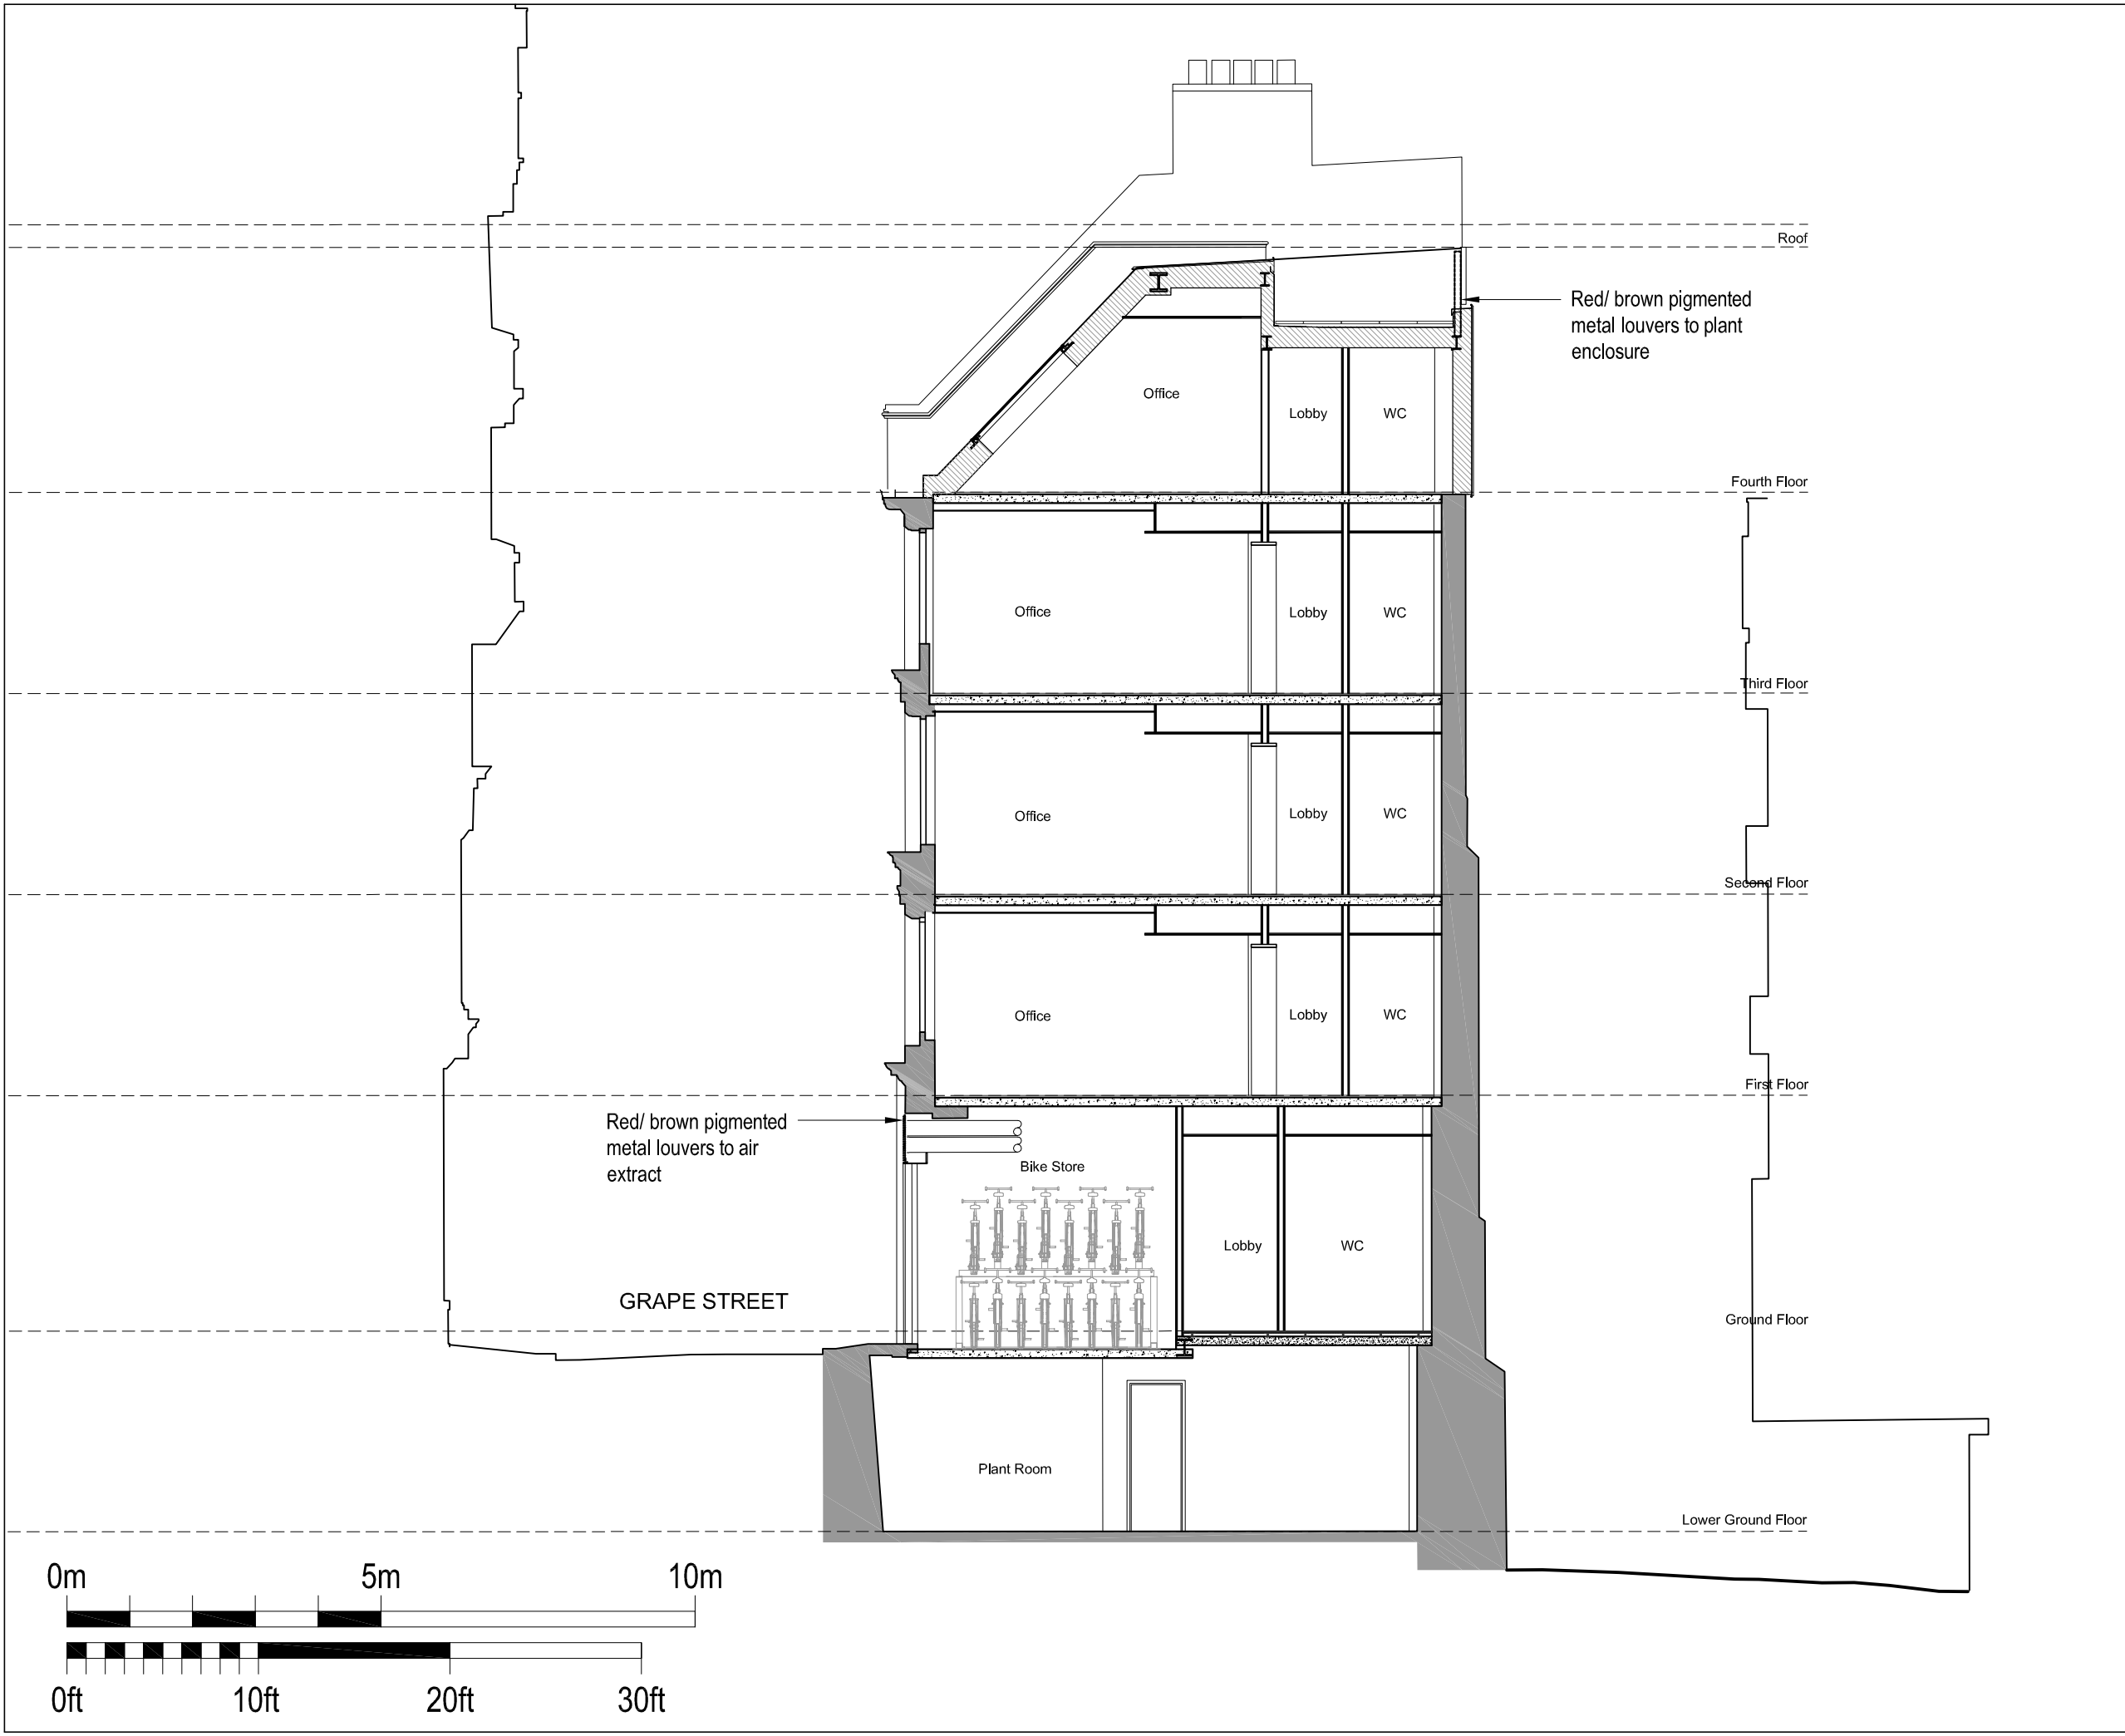 Roof
Red/ brown pigmented
metal louvers to plant
enclosure
Office
Lobby
WC
Fourth Floor
Office
Lobby
WC
Third Floor
Office
Lobby
WC
Second Floor
Office
Lobby
WC
First Floor
Red/ brown pigmented
metal louvers to air
extract
Bike Store
Lobby
WC
GRAPE STREET
Ground Floor
Plant Room
Lower Ground Floor
0m 5m 10m
0ft 10ft 20ft 30ft